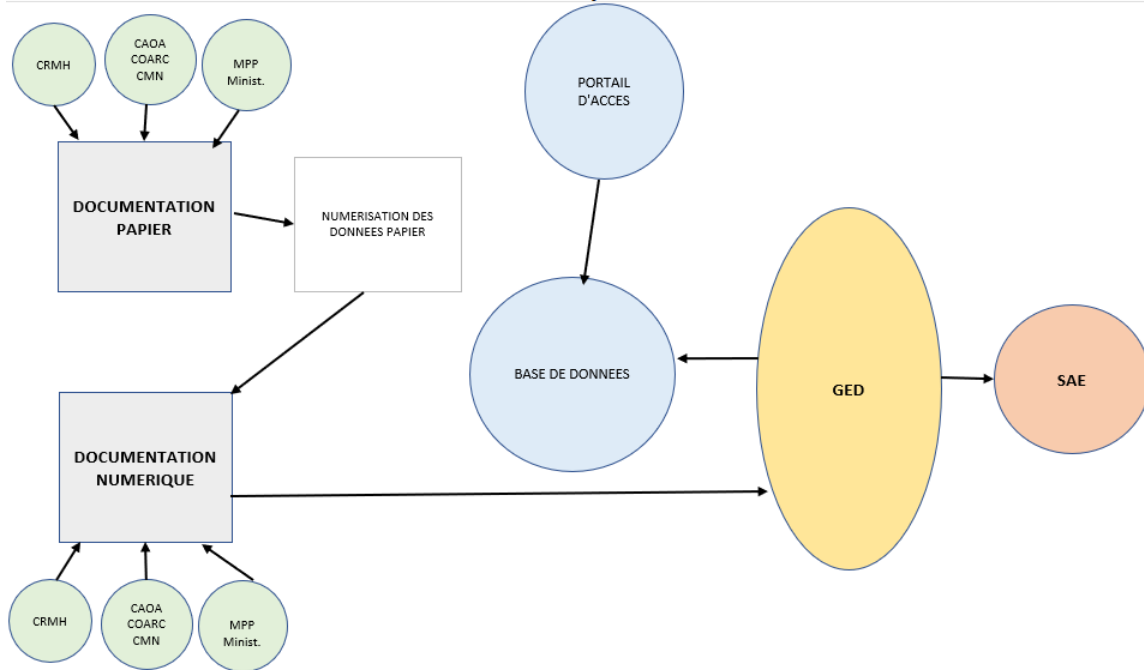 CRMH
CAOA
COARC
CMN
MPP
Minist.
PORTAIL
D'ACCES
DOCUMENTATION
PAPIER
NUMERISATION DES
DONNEES PAPIER
BASE DE DONNEES
GED
SAE
DOCUMENTATION
NUMERIQUE
CRMH
CAOA
COARC
CMN
MPP
Minist.